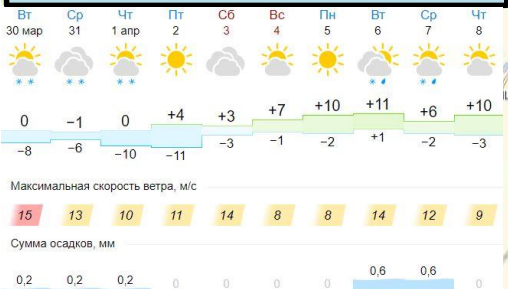 Вт Ср Чт Пт Сб Вс Пн Вт Ср Чт
30 мар 31 1 апр 2 3 4 5 6 7 8
0 −1 0 +4 +3 +7 +10 +11 +6 +10
−8 −6 −10 −11 −3 −1 −2 +1 −2 −3
Максимальная скорость ветра, м/с
15 13 10 11 14 8 8 14 12 9
Сумма осадков, мм
0,2 0,2 0,2 0 0 0 0 0,6 0,6 0